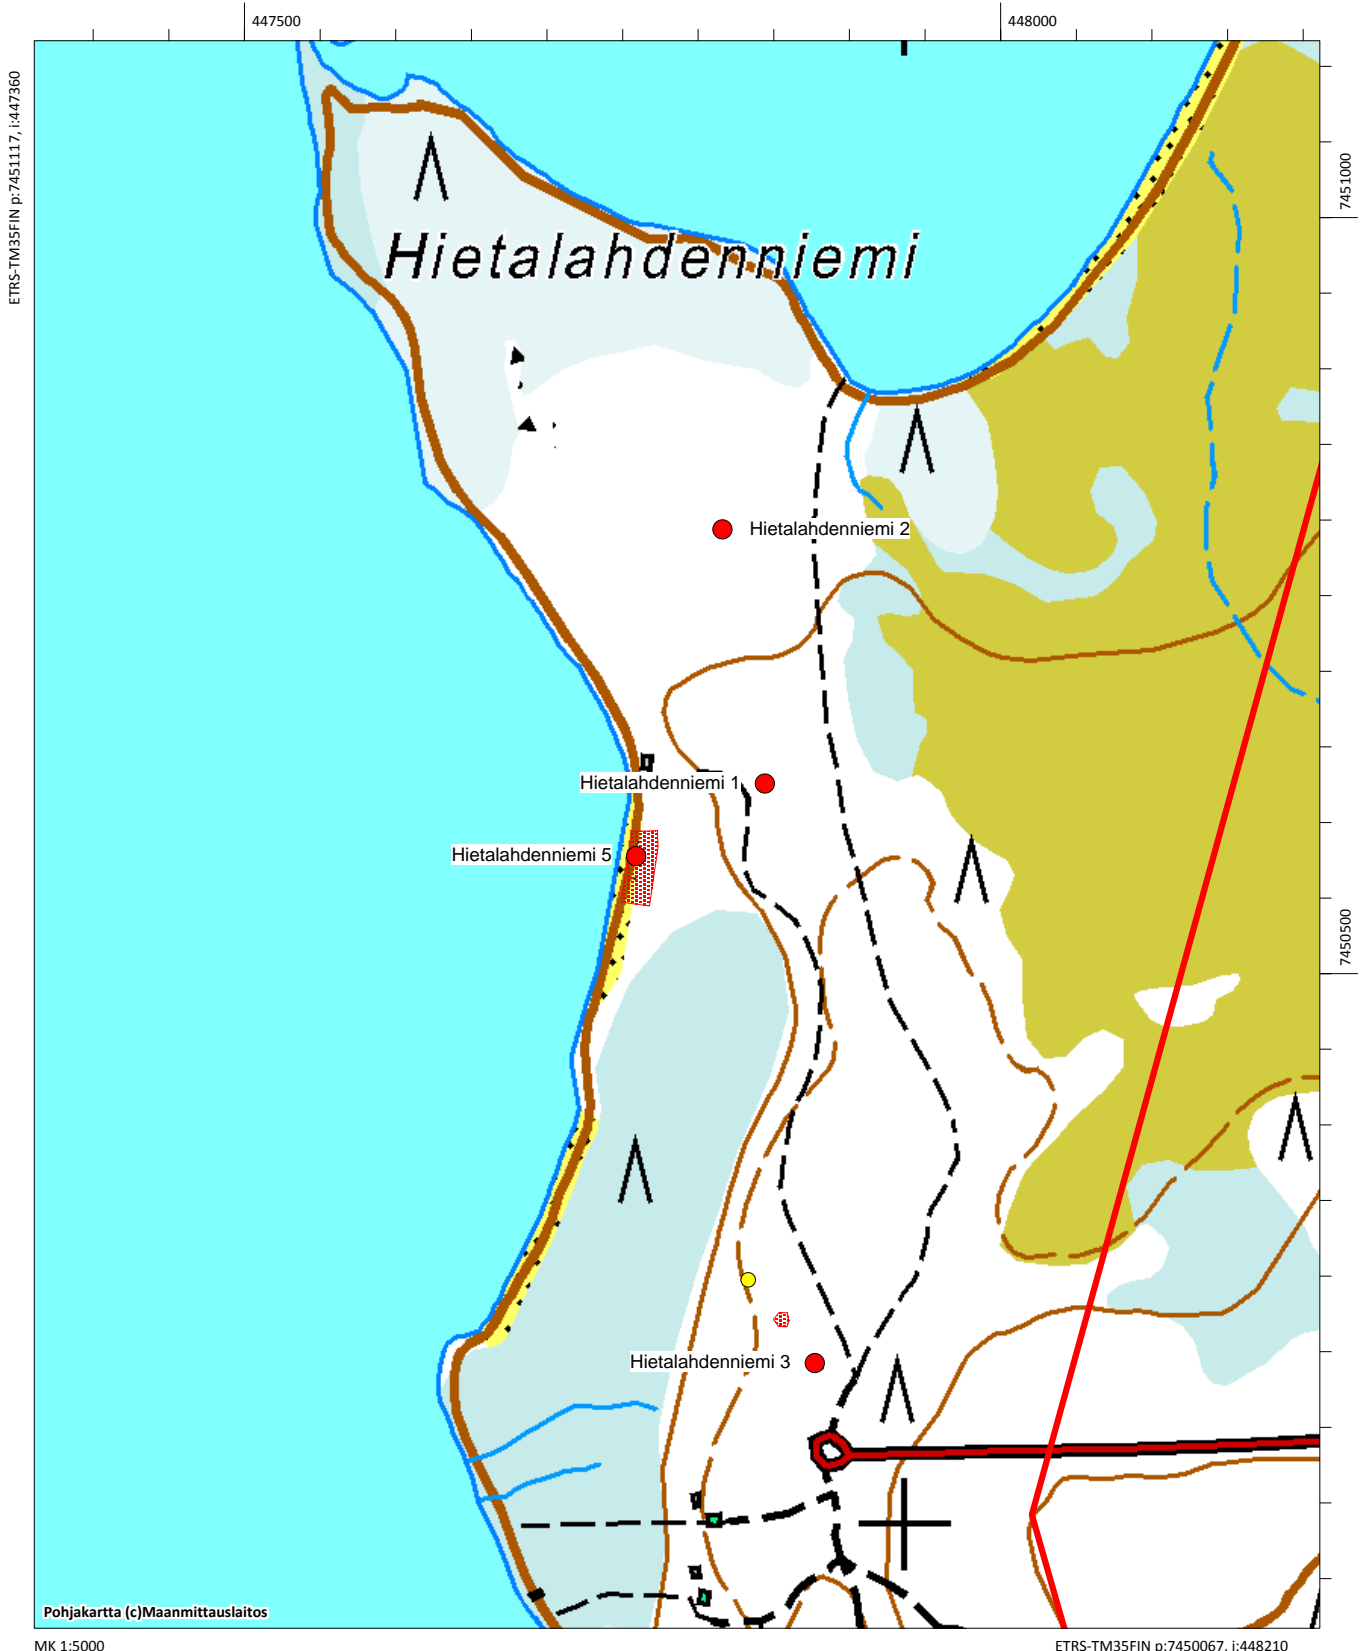 447500
448000
ETRS-TM35FIN p:7451117, i:447360
7451000
Hietalahdenniemi
Hietalahdenniemi 2
Hietalahdenniemi 1
Hietalahdenniemi 5
7450500
Hietalahdenniemi 3
Pohjakartta (c)Maanmittauslaitos
MK 1:5000
ETRS-TM35FIN p:7450067, i:448210